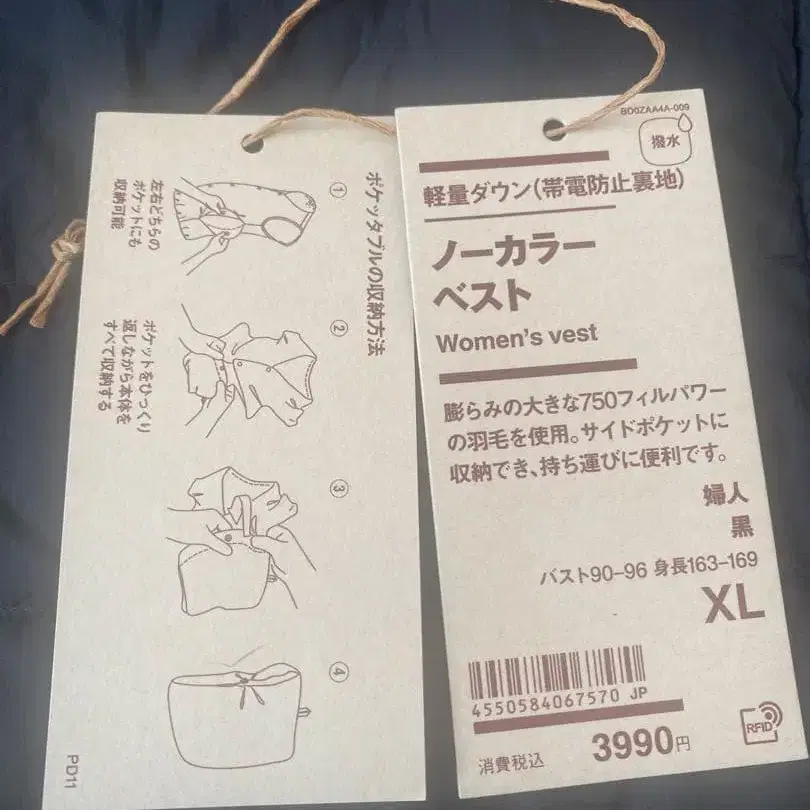 ポケッタブルの収納方法
①
左右どちらの
ポケットにも
収納可能
②
ポケットをひっくり
返しながら本体を
すべて収納する
③
④
PD11
BD0ZAA4A-009
撥水
軽量ダウン(帯電防止裏地)
ノーカラー
ベスト
Women's vest
膨らみの大きな750フィルパワー
の羽毛を使用。サイドポケットに
収納でき、持ち運びに便利です。
婦人
黒
バスト90-96 身長163-169
XL
4550584067570 JP
消費税込 3990円
RFID